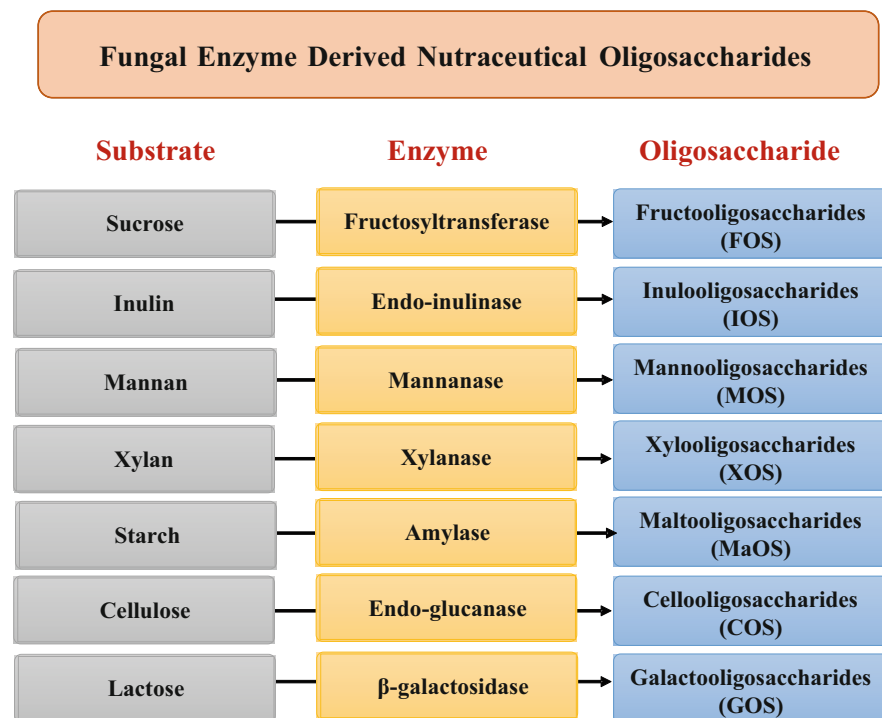 Fungal Enzyme Derived Nutraceutical Oligosaccharides
Substrate Enzyme Oligosaccharide
Sucrose Fructosyltransferase Fructooligosaccharides
(FOS)
Inulin Endo-inulinase Inulooligosaccharides
(IOS)
Mannan Mannanase Mannooligosaccharides
(MOS)
Xylan Xylanase Xylooligosaccharides
(XOS)
Starch Amylase Maltooligosaccharides
(MaOS)
Cellulose Endo-glucanase Cellooligosaccharides
(COS)
Lactose β-galactosidase Galactooligosaccharides
(GOS)